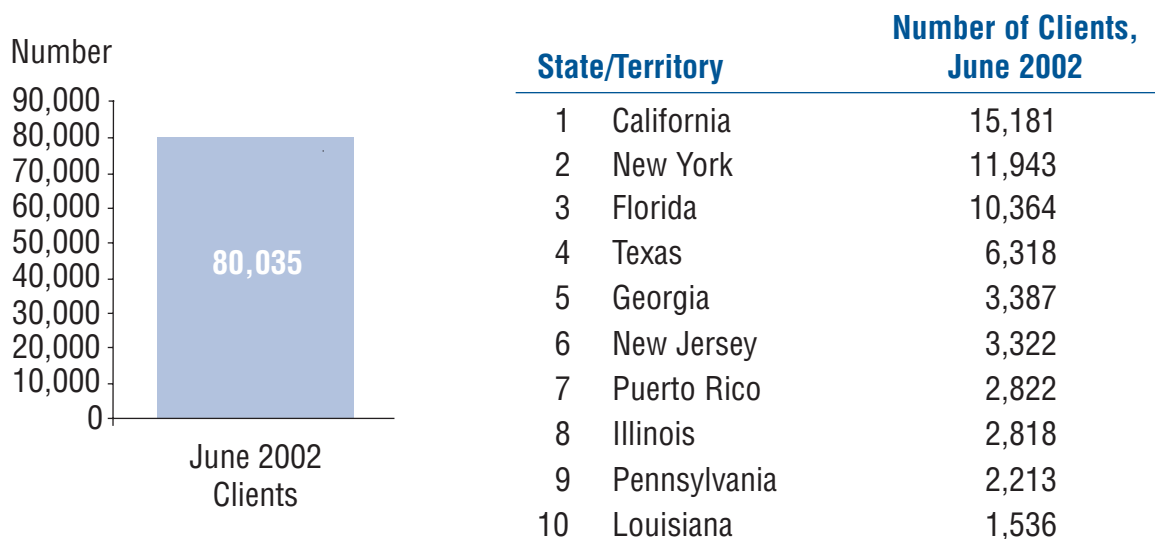 Number
90,000
80,000
70,000
60,000
50,000
40,000
30,000
20,000
10,000
0
80,035
June 2002
Clients
Number of Clients,
State/Territory June 2002
1 California 15,181
2 New York 11,943
3 Florida 10,364
4 Texas 6,318
5 Georgia 3,387
6 New Jersey 3,322
7 Puerto Rico 2,822
8 Illinois 2,818
9 Pennsylvania 2,213
10 Louisiana 1,536